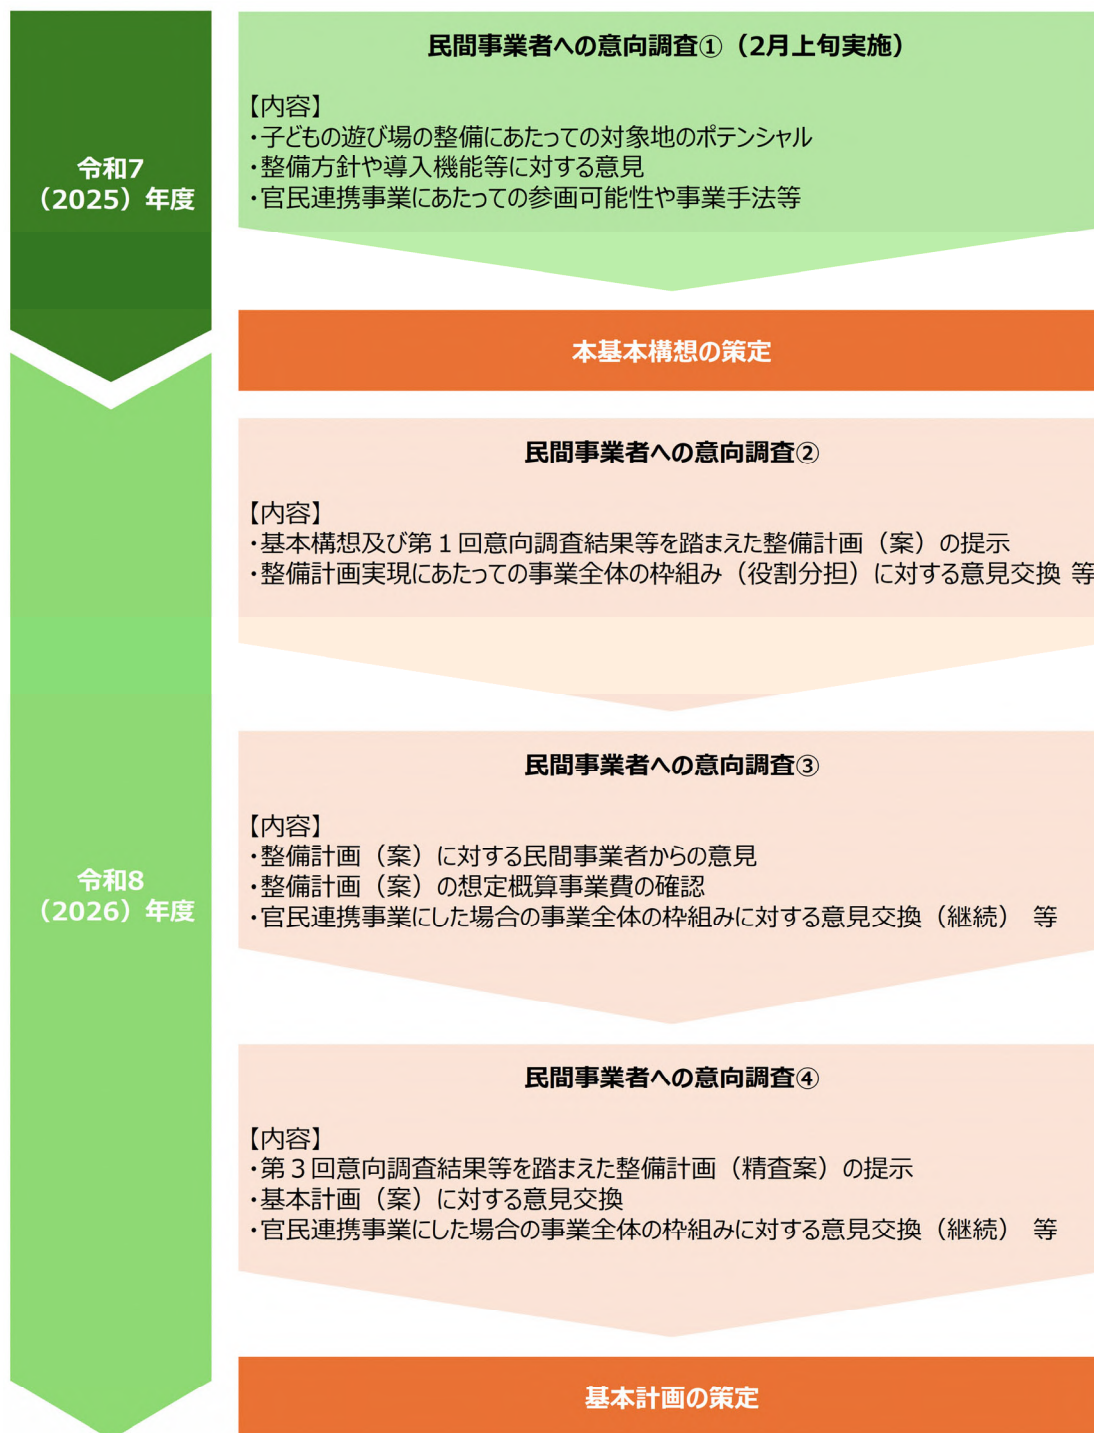 令和7
（2025）年度
民間事業者への意向調査①（2月上旬実施）
【内容】
・子どもの遊び場の整備にあたっての対象地のポテンシャル
・整備方針や導入機能等に対する意見
・官民連携事業にあたっての参画可能性や事業手法等
本基本構想の策定
令和8
（2026）年度
民間事業者への意向調査②
【内容】
・基本構想及び第１回意向調査結果等を踏まえた整備計画（案）の提示
・整備計画実現にあたっての事業全体の枠組み（役割分担）に対する意見交換 等
民間事業者への意向調査③
【内容】
・整備計画（案）に対する民間事業者からの意見
・整備計画（案）の想定概算事業費の確認
・官民連携事業にした場合の事業全体の枠組みに対する意見交換（継続） 等
民間事業者への意向調査④
【内容】
・第３回意向調査結果等を踏まえた整備計画（精査案）の提示
・基本計画（案）に対する意見交換
・官民連携事業にした場合の事業全体の枠組みに対する意見交換（継続） 等
基本計画の策定